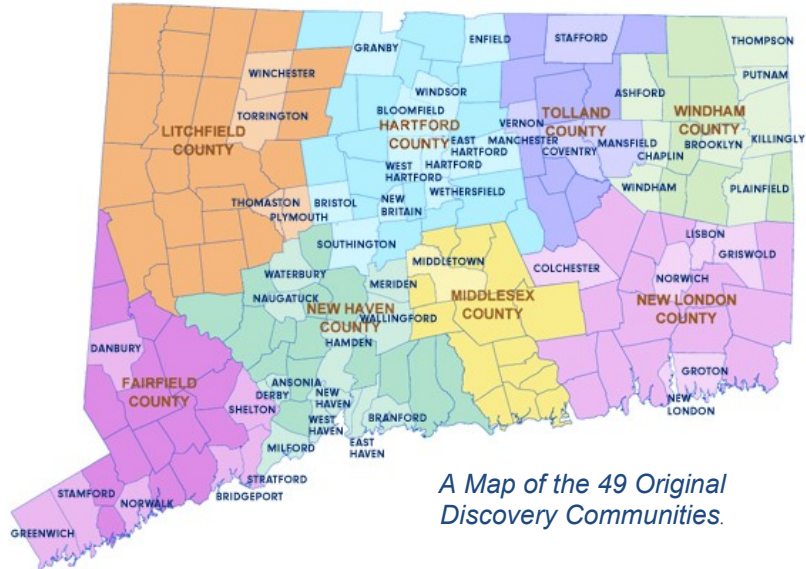 GRANBY
ENFIELD
STAFFORD
THOMPSON
WINCHESTER
WINDSOR
ASHFORD
PUTNAM
TORRINGTON
BLOOMFIELD
LITCHFIELD
COUNTY
HARTFORD
COUNTY
VERNON
TOLLAND
COUNTY
WINDHAM
COUNTY
EAST
HARTFORD
MANCHESTER
COVENTRY
MANSFIELD
CHAPLIN
BROOKLYN
KILLINGLY
WEST
HARTFORD
HARTFORD
WETHERSFIELD
WINDHAM
PLAINFIELD
THOMASTON
PLYMOUTH
BRISTOL
NEW
BRITAIN
SOUTHINGTON
LISBON
GRISWOLD
MIDDLETOWN
COLCHESTER
NORWICH
WATERBURY
MERIDEN
NAUGATUCK
NEW HAVEN
COUNTY
WALLINGFORD
HAMDEN
MIDDLESEX
COUNTY
NEW LONDON
COUNTY
DANBURY
FAIRFIELD
COUNTY
ANSONIA
DERBY
SHELTON
NEW
HAVEN
WEST
HAVEN
BRANFORD
EAST
HAVEN
MILFORD
GROTON
NEW
LONDON
STRATFORD
BRIDGEPORT
STAMFORD
NORWALK
GREENWICH
A Map of the 49 Original
Discovery Communities.